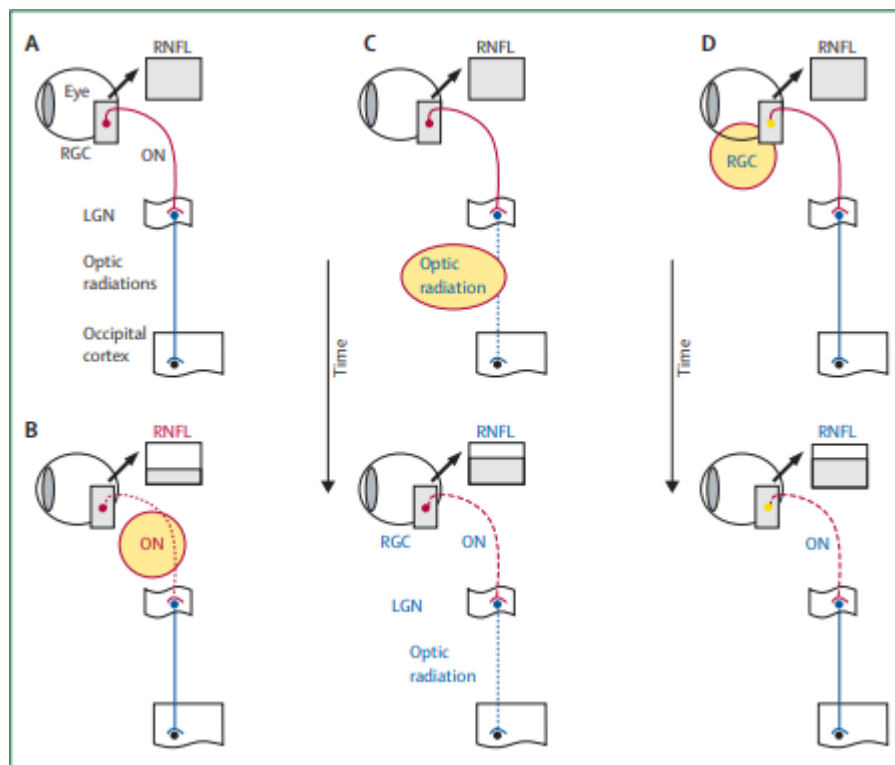 A
RNFL
Eye
RGC
ON
LGN
Optic
radiations
Occipital
cortex
B
RNFL
ON
C
RNFL
Optic
radiation
Time
RNFL
RGC
ON
LGN
Optic
radiation
D
RNFL
RGC
Time
RNFL
ON